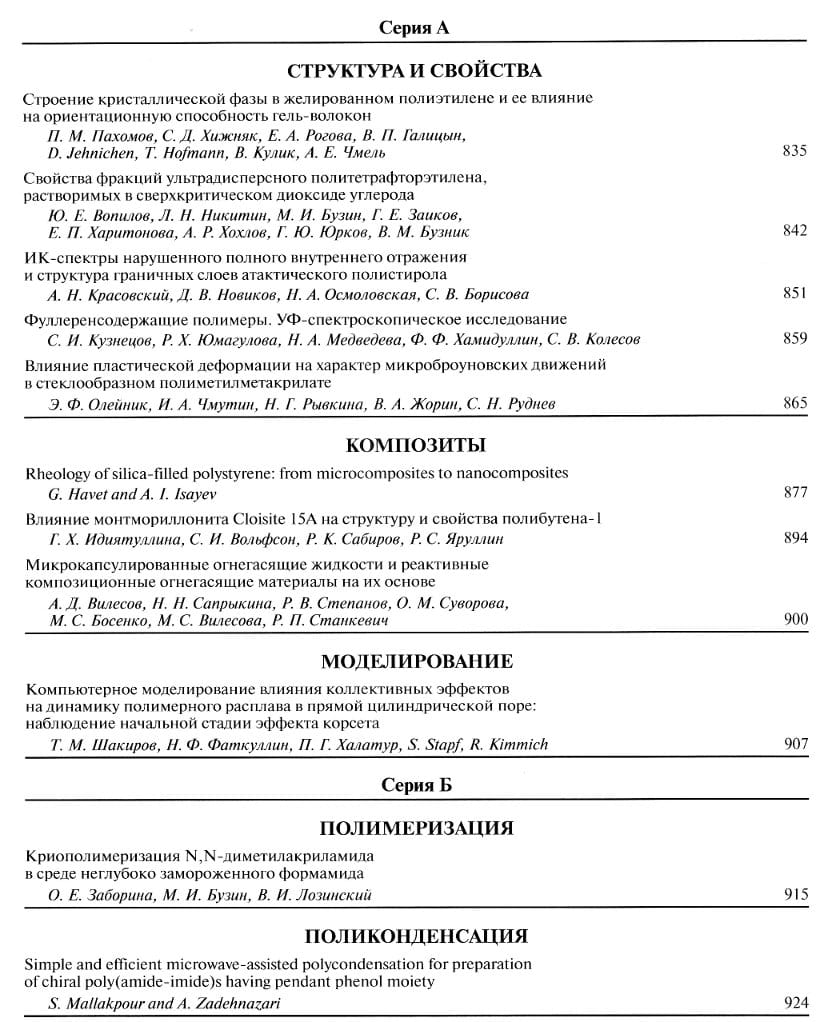 Серия А
СТРУКТУРА И СВОЙСТВА
Строение кристаллической фазы в желированном полиэтилене и ее влияние
на ориентационную способность гель-волокон
П. М. Пахомов, С. Д. Хижняк, Е. А. Рогова, В. П. Галицын,
D. Jehnichen, T. Hofmann, В. Кулик, А. Е. Чмель 835
Свойства фракций ультрадисперсного политетрафторэтилена,
растворимых в сверхкритическом диоксиде углерода
Ю. Е. Вопилов, Л. Н. Никитин, М. И. Бузин, Г. Е. Заиков,
Е. П. Харитонова, А. Р. Хохлов, Г. Ю. Юрков, В. М. Бузник 842
ИК-спектры нарушенного полного внутреннего отражения
и структура граничных слоев атактического полистирола
А. Н. Красовский, Д. В. Новиков, Н. А. Осмоловская, С. В. Борисова 851
Фуллеренсодержащие полимеры. УФ-спектроскопическое исследование
С. И. Кузнецов, Р. Х. Юмагулова, Н. А. Медведева, Ф. Ф. Хамидуллин, С. В. Колесов 859
Влияние пластической деформации на характер микроброуновских движений
в стеклообразном полиметилметакрилате
Э. Ф. Олейник, И. А. Чмутин, Н. Г. Рывкина, В. А. Жорин, С. Н. Руднев 865
КОМПОЗИТЫ
Rheology of silica-filled polystyrene: from microcomposites to nanocomposites
G. Havet and A. I. Isayev 877
Влияние монтмориллонита Cloisite 15A на структуру и свойства полибутена-1
Г. Х. Идиятуллина, С. И. Вольфсон, Р. К. Сабиров, Р. С. Яруллин 894
Микрокапсулированные огнегасящие жидкости и реактивные
композиционные огнегасящие материалы на их основе
А. Д. Вилесов, Н. Н. Сапрыкина, Р. В. Степанов, О. М. Суворова,
М. С. Босенко, М. С. Вилесова, Р. П. Станкевич 900
МОДЕЛИРОВАНИЕ
Компьютерное моделирование влияния коллективных эффектов
на динамику полимерного расплава в прямой цилиндрической поре:
наблюдение начальной стадии эффекта корсета
Т. М. Шакиров, Н. Ф. Фаткуллин, П. Г. Халатур, S. Stapf, R. Kimmich 907
Серия Б
ПОЛИМЕРИЗАЦИЯ
Криополимеризация N,N-диметилакриламида
в среде неглубоко замороженного формамида
О. Е. Заборина, М. И. Бузин, В. И. Лозинский 915
ПОЛИКОНДЕНСАЦИЯ
Simple and efficient microwave-assisted polycondensation for preparation
of chiral poly(amide-imide)s having pendant phenol moiety
S. Mallakpour and A. Zadehnazari 924